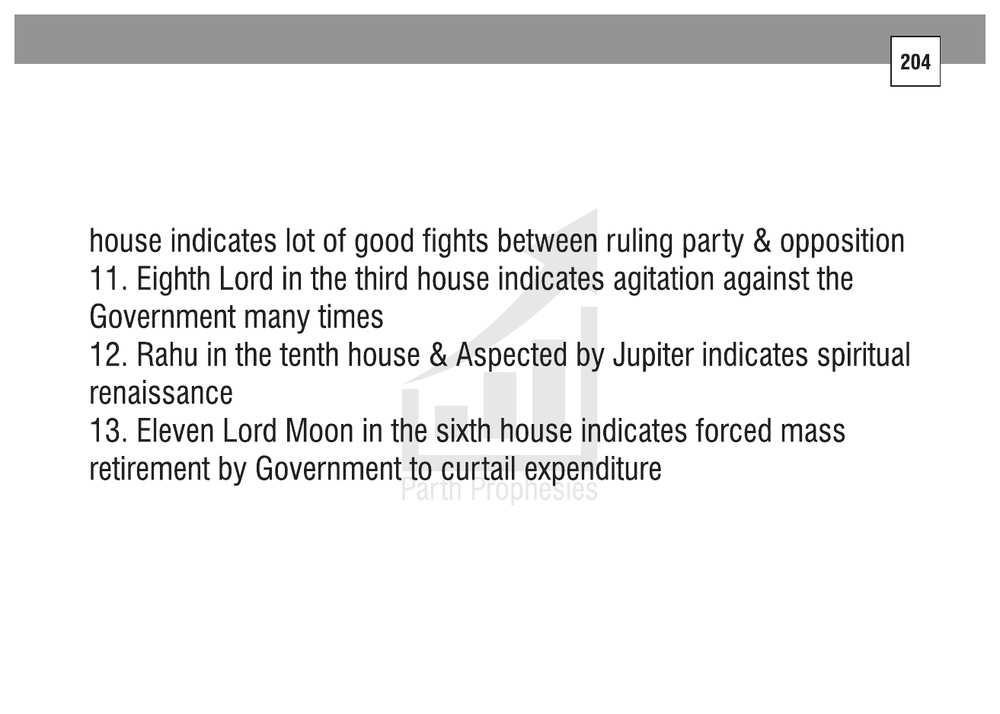 204
house indicates lot of good fights between ruling party & opposition
11. Eighth Lord in the third house indicates agitation against the
Government many times
12. Rahu in the tenth house & Aspected by Jupiter indicates spiritual
renaissance
13. Eleven Lord Moon in the sixth house indicates forced mass
retirement by Government to curtail expenditure
Parth Prophesies